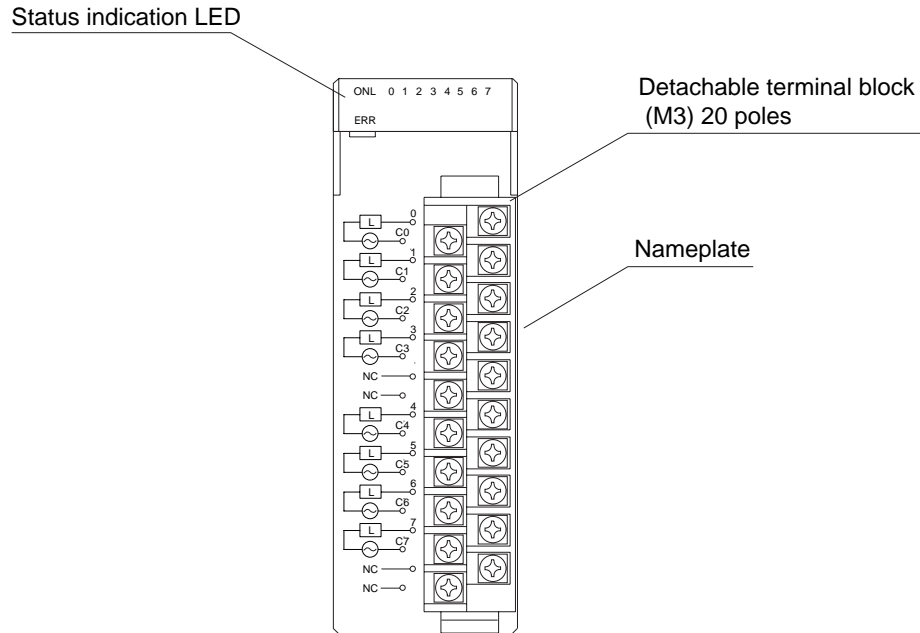 Status indication LED
ONL 0 1 2 3 4 5 6 7
ERR
Detachable terminal block
(M3) 20 poles
Nameplate
L 0
C0
L 1
C1
L 2
C2
L 3
C3
NC
NC
L 4
C4
L 5
C5
L 6
C6
L 7
C7
NC
NC